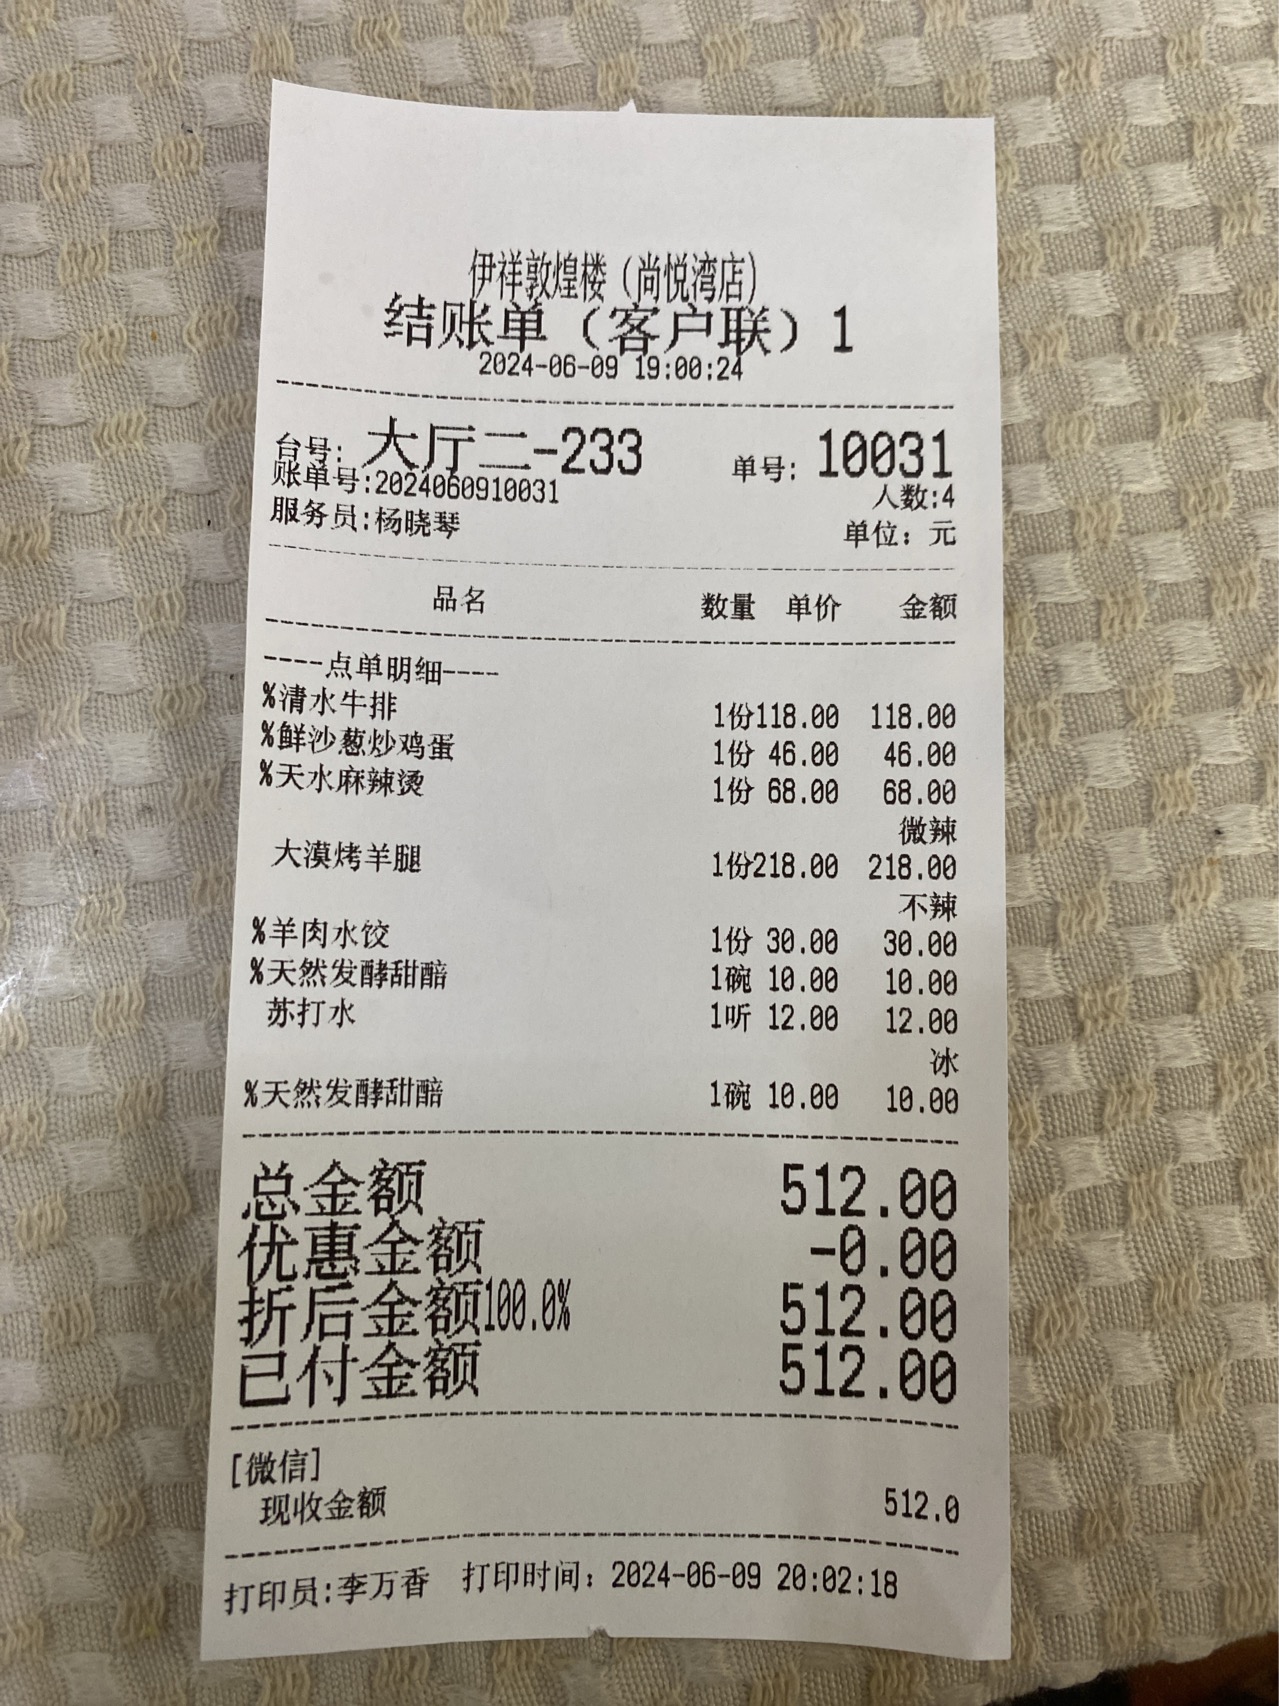 伊祥敦煌楼（尚悦湾店）
结账单（客户联）1
2024-06-09 19:00:24
台号: 大厅二-233 单号: 10031
账单号:2024060910031 人数:4
服务员:杨晓琴 单位: 元
品名 数量 单价 金额
----点单明细----
%清水牛排 1份118.00 118.00
%鲜沙葱炒鸡蛋 1份 46.00 46.00
%天水麻辣烫 1份 68.00 68.00
微辣
大漠烤羊腿 1份218.00 218.00
不辣
%羊肉水饺 1份 30.00 30.00
%天然发酵甜醅 1碗 10.00 10.00
苏打水 1听 12.00 12.00
冰
%天然发酵甜醅 1碗 10.00 10.00
总金额 512.00
优惠金额 -0.00
折后金额100.0% 512.00
已付金额 512.00
[微信]
现收金额 512.0
打印员:李万香 打印时间: 2024-06-09 20:02:18